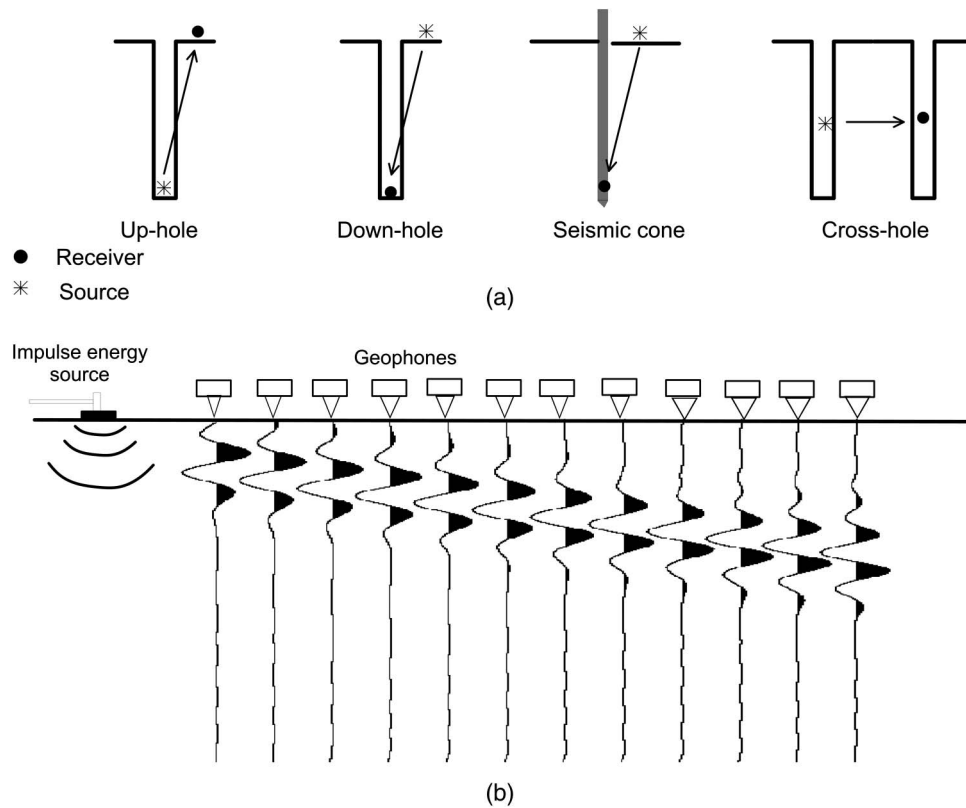 Up-hole
Down-hole
Seismic cone
Cross-hole
Receiver
Source
(a)
Impulse energy
source
Geophones
(b)